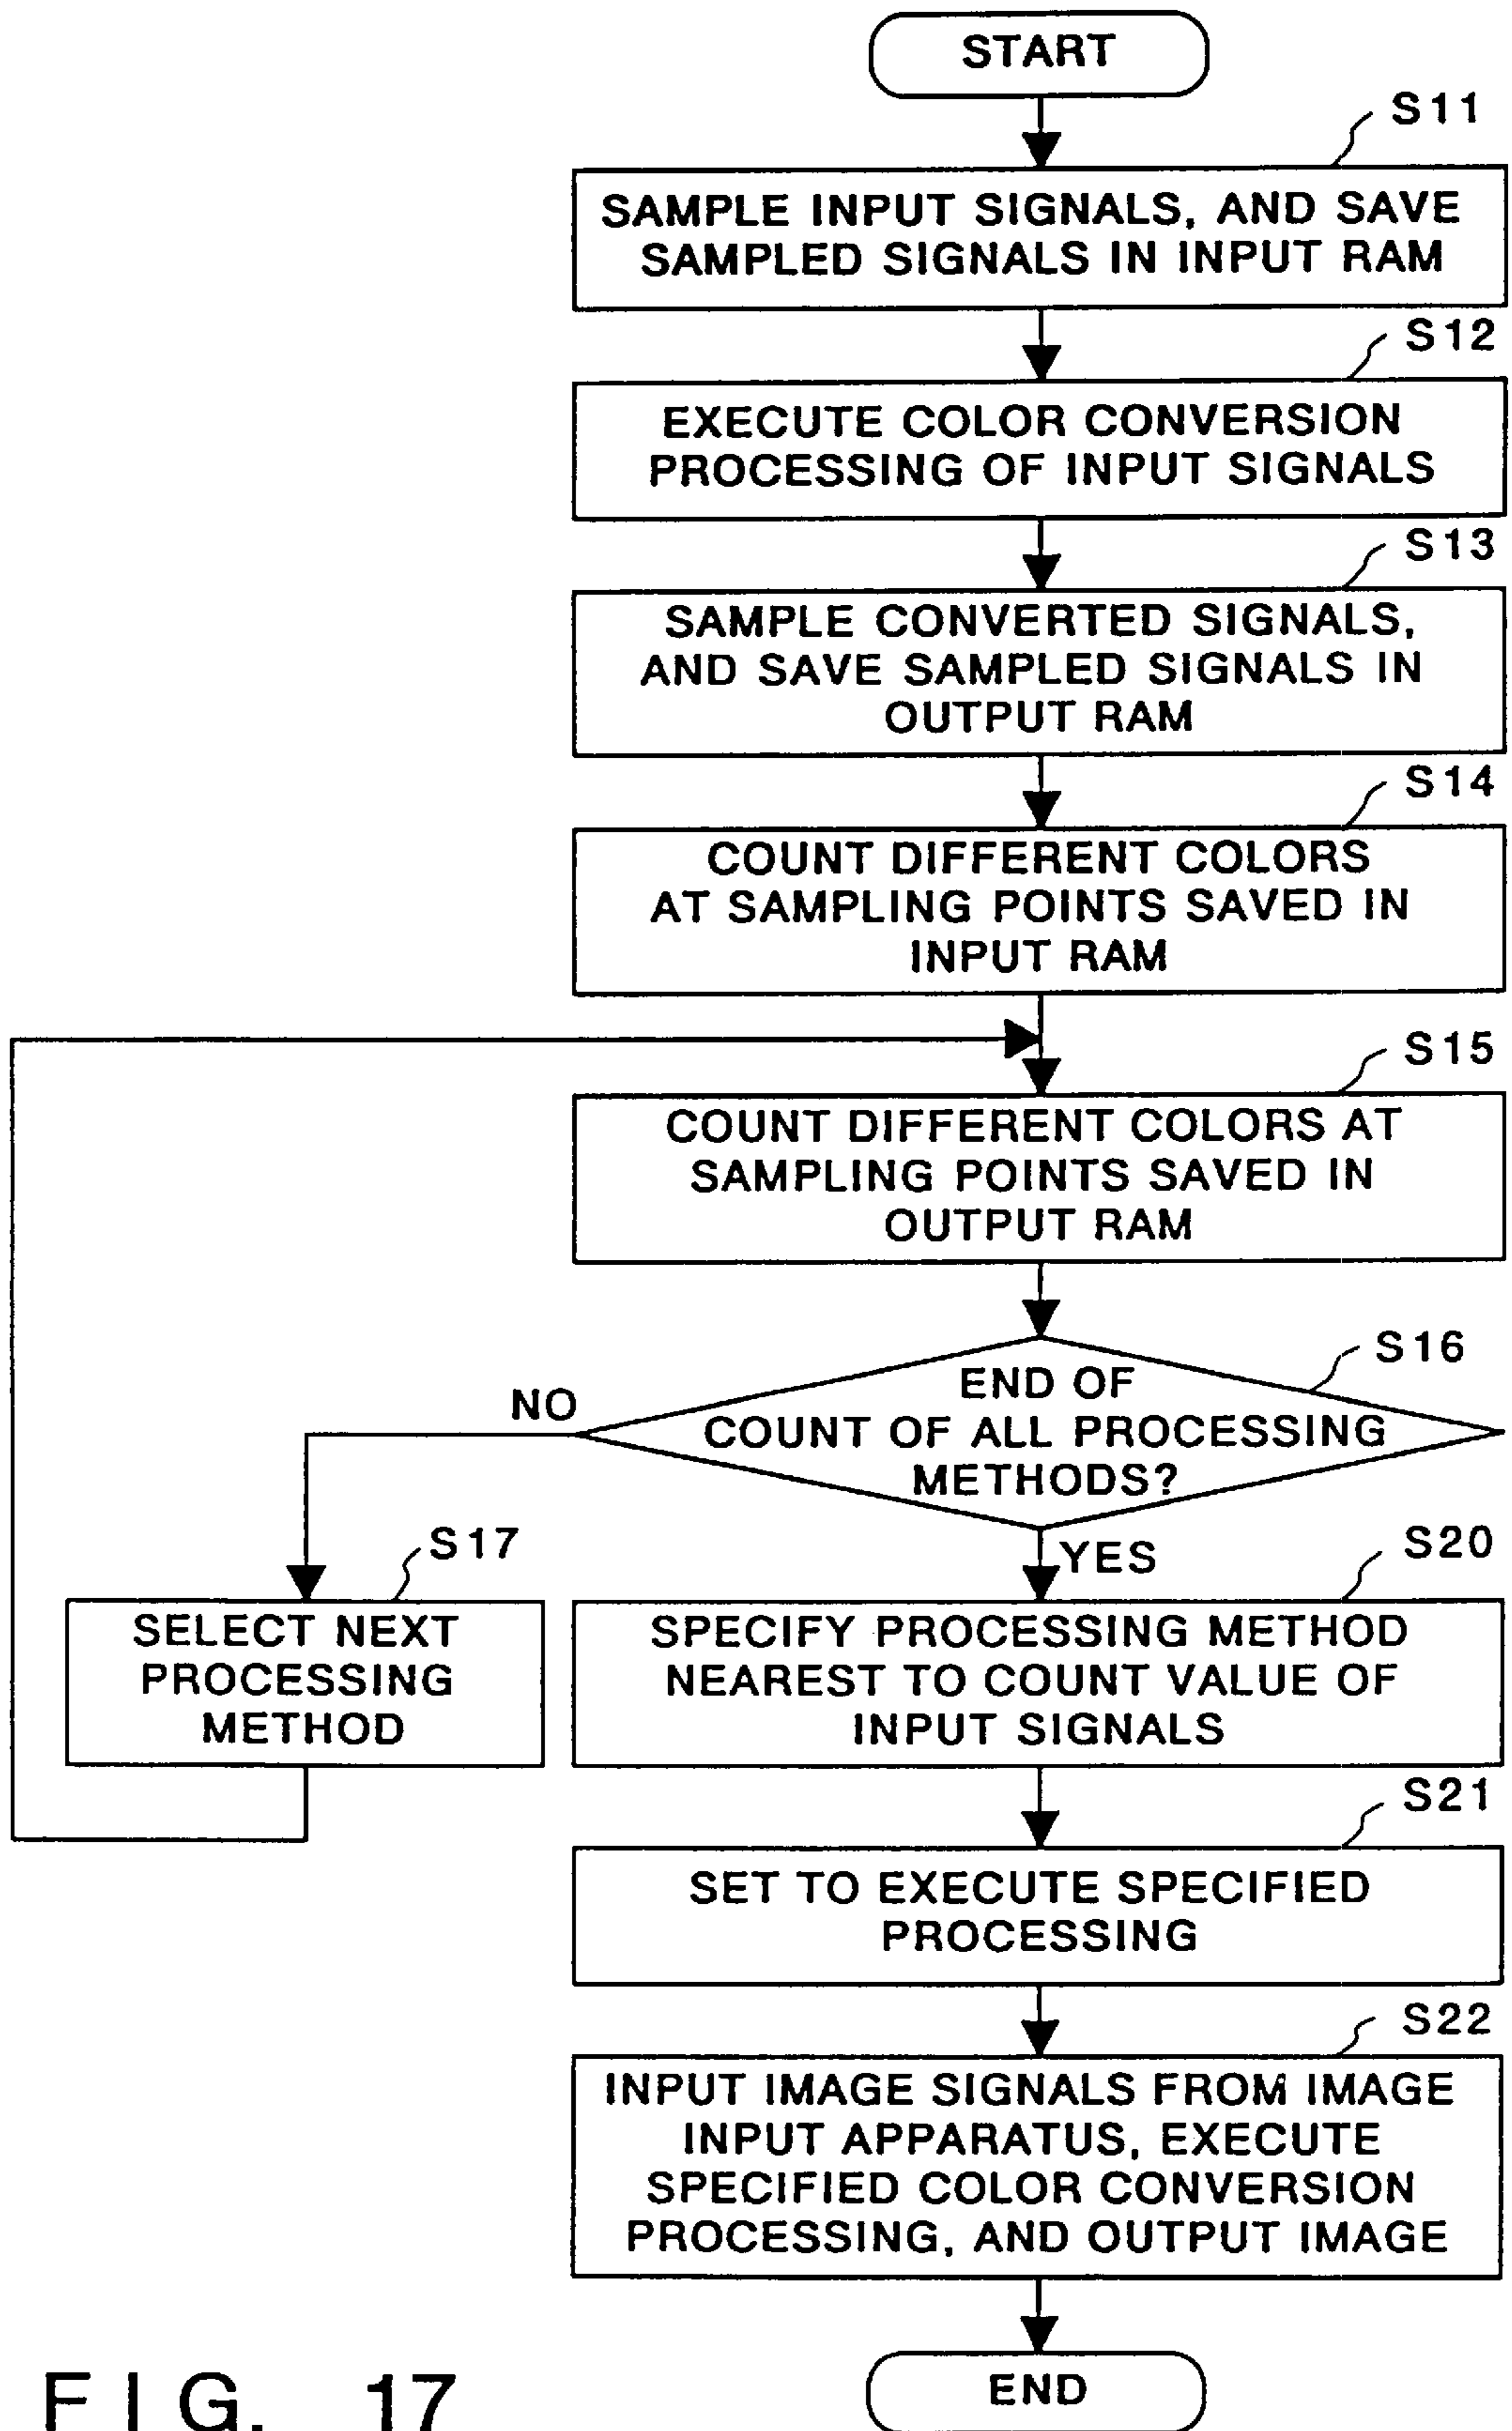 START
S11
SAMPLE INPUT SIGNALS, AND SAVE
SAMPLED SIGNALS IN INPUT RAM
S12
EXECUTE COLOR CONVERSION
PROCESSING OF INPUT SIGNALS
S13
SAMPLE CONVERTED SIGNALS,
AND SAVE SAMPLED SIGNALS IN
OUTPUT RAM
S14
COUNT DIFFERENT COLORS
AT SAMPLING POINTS SAVED IN
INPUT RAM
S15
COUNT DIFFERENT COLORS AT
SAMPLING POINTS SAVED IN
OUTPUT RAM
S16
END OF
COUNT OF ALL PROCESSING
METHODS?
NO
YES
S17
SELECT NEXT
PROCESSING
METHOD
S20
SPECIFY PROCESSING METHOD
NEAREST TO COUNT VALUE OF
INPUT SIGNALS
S21
SET TO EXECUTE SPECIFIED
PROCESSING
S22
INPUT IMAGE SIGNALS FROM IMAGE
INPUT APPARATUS, EXECUTE
SPECIFIED COLOR CONVERSION
PROCESSING, AND OUTPUT IMAGE
END
FIG. 17